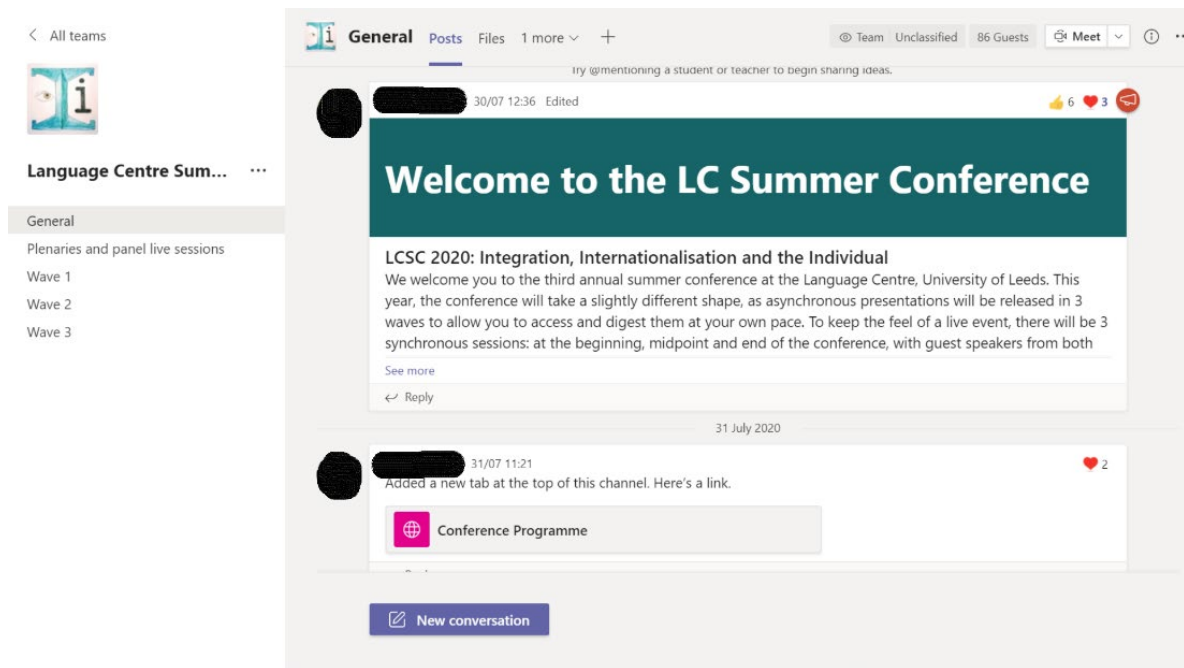 All teams
i
Language Centre Sum... ...
General
Plenaries and panel live sessions
Wave 1
Wave 2
Wave 3
i General Posts Files 1 more +
Team Unclassified 86 Guests Meet
Try @mentioning a student or teacher to begin sharing ideas.
30/07 12:36 Edited 6 3
Welcome to the LC Summer Conference
LCSC 2020: Integration, Internationalisation and the Individual
We welcome you to the third annual summer conference at the Language Centre, University of Leeds. This
year, the conference will take a slightly different shape, as asynchronous presentations will be released in 3
waves to allow you to access and digest them at your own pace. To keep the feel of a live event, there will be 3
synchronous sessions: at the beginning, midpoint and end of the conference, with guest speakers from both
See more
Reply
31 July 2020
31/07 11:21 2
Added a new tab at the top of this channel. Here's a link.
Conference Programme
New conversation